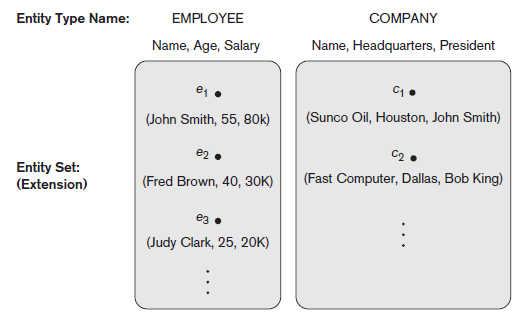 Entity Type Name: EMPLOYEE COMPANY
Name, Age, Salary Name, Headquarters, President
e1 c1
(John Smith, 55, 80k) (Sunco Oil, Houston, John Smith)
e2 c2
Entity Set:
(Extension)
(Fred Brown, 40, 30K) (Fast Computer, Dallas, Bob King)
e3
(Judy Clark, 25, 20K)